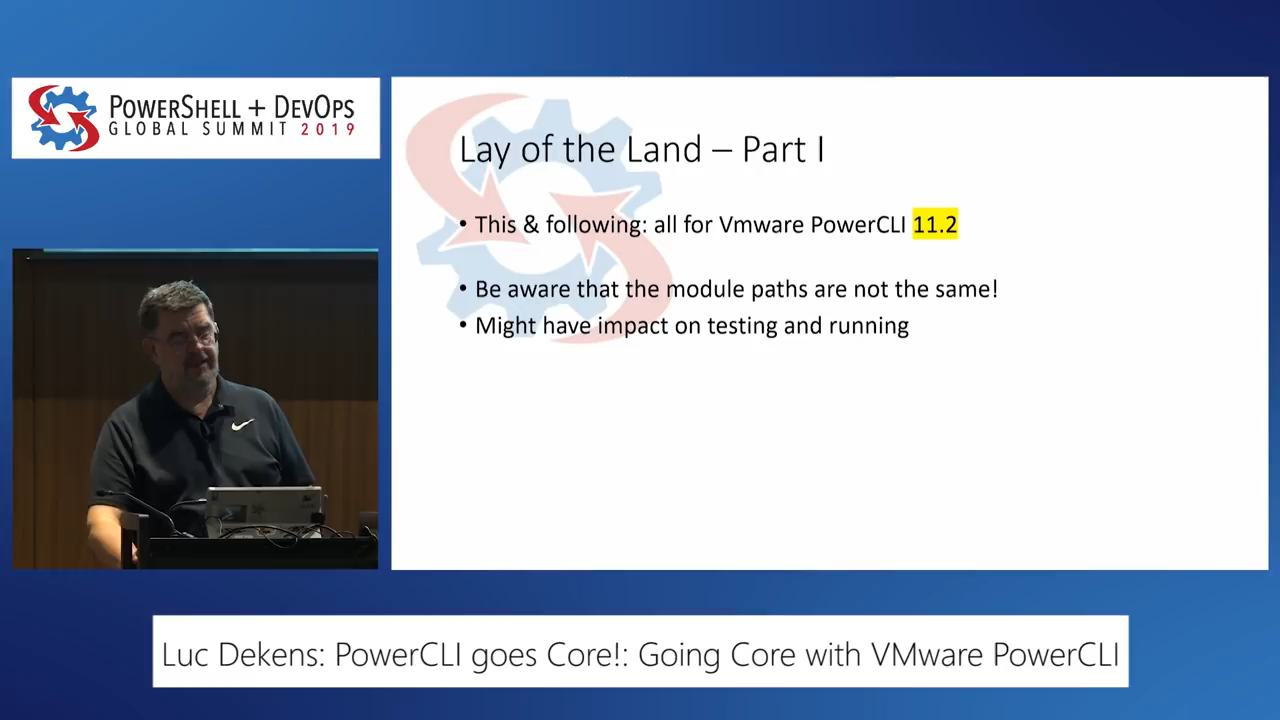 POWERSHELL + DEVOPS
GLOBAL SUMMIT 2019
Lay of the Land – Part I
• This & following: all for Vmware PowerCLI 11.2
• Be aware that the module paths are not the same!
• Might have impact on testing and running
Luc Dekens: PowerCLI goes Core!: Going Core with VMware PowerCLI